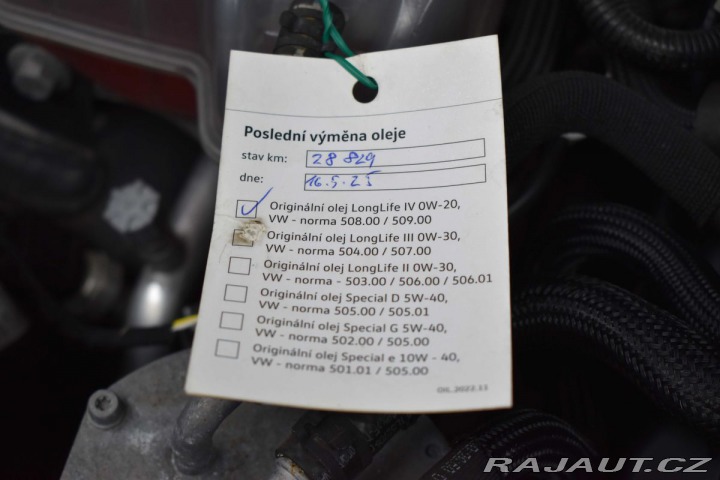 Poslední výměna oleje
stav km: 28 829
dne: 16.5.25
Originální olej LongLife IV 0W-20,
VW - norma 508.00 / 509.00
Originální olej LongLife III 0W-30,
VW - norma 504.00 / 507.00
Originální olej LongLife II 0W-30,
VW - norma - 503.00 / 506.00 / 506.01
Originální olej Special D 5W-40,
VW - norma 505.00 / 505.01
Originální olej Special G 5W-40,
VW - norma 502.00 / 505.00
Originální olej Special e 10W - 40,
VW - norma 501.01 / 505.00
OIL.2022.11
RAJAUT.CZ